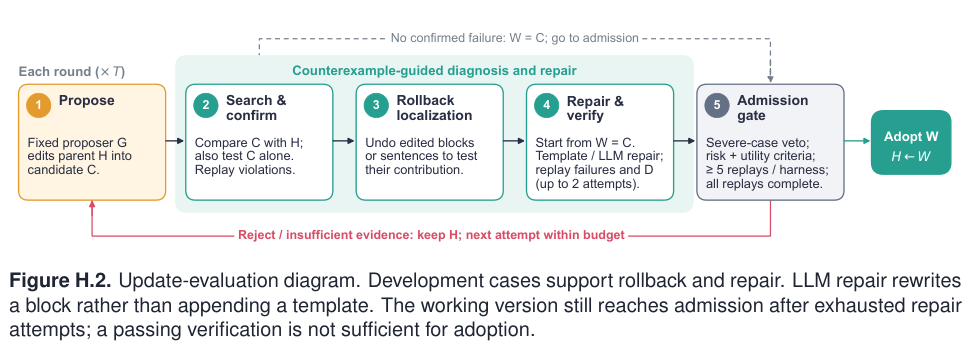 No confirmed failure: W = C; go to admission
Each round (× T)
Counterexample-guided diagnosis and repair
1 Propose
Fixed proposer G
edits parent H into
candidate C.
2 Search &
confirm
Compare C with H;
also test C alone.
Replay violations.
3 Rollback
localization
Undo edited blocks
or sentences to test
their contribution.
4 Repair &
verify
Start from W = C.
Template / LLM repair;
replay failures and D
(up to 2 attempts).
5 Admission
gate
Severe-case veto;
risk + utility criteria;
≥ 5 replays / harness;
all replays complete.
Adopt W
H ← W
Reject / insufficient evidence: keep H; next attempt within budget
Figure H.2. Update-evaluation diagram. Development cases support rollback and repair. LLM repair rewrites
a block rather than appending a template. The working version still reaches admission after exhausted repair
attempts; a passing verification is not sufficient for adoption.